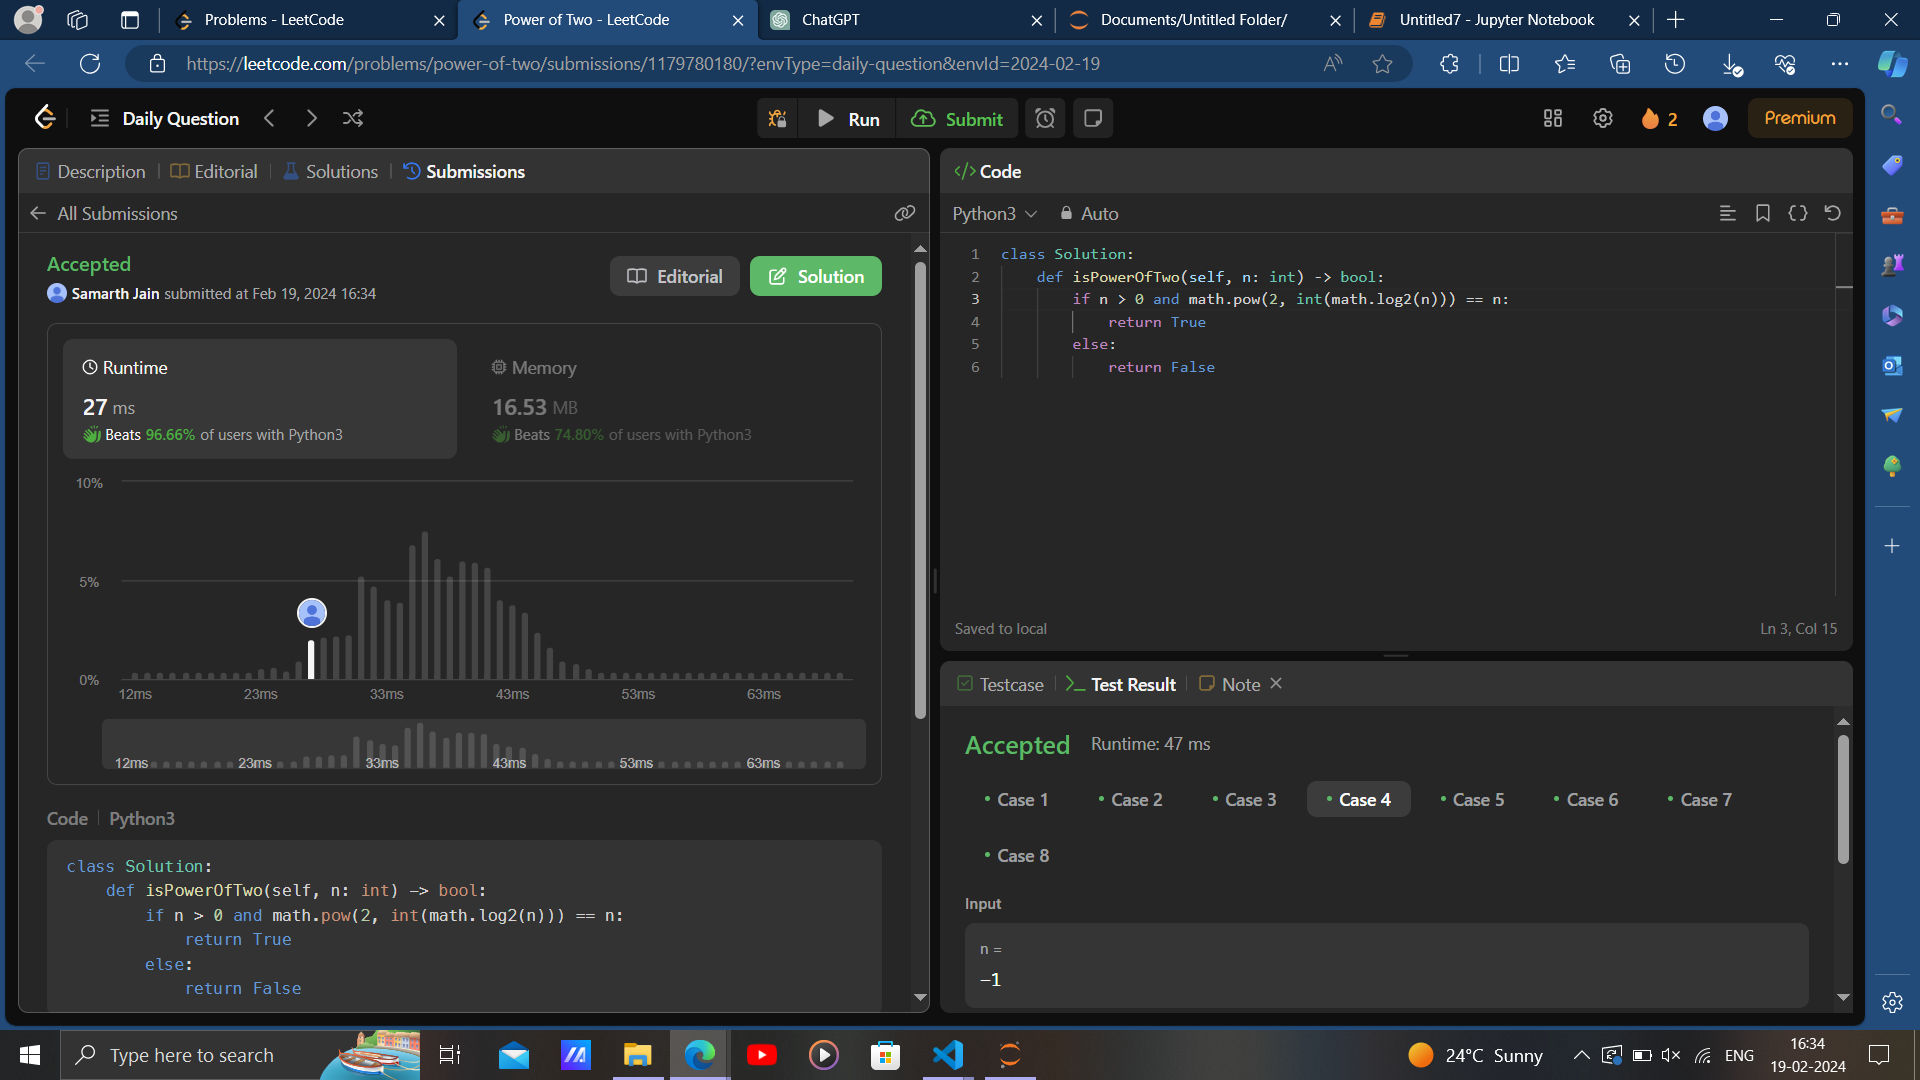 Problems - LeetCode
Power of Two - LeetCode
ChatGPT
Documents/Untitled Folder/
Untitled7 - Jupyter Notebook
https://leetcode.com/problems/power-of-two/submissions/1179780180/?envType=daily-question&envId=2024-02-19
Daily Question
Run
Submit
2
Premium
Description
Editorial
Solutions
Submissions
All Submissions
Accepted
Samarth Jain submitted at Feb 19, 2024 16:34
Editorial
Solution
Runtime
27 ms
Beats 96.66% of users with Python3
Memory
16.53 MB
Beats 74.80% of users with Python3
10%
5%
0%
12ms 23ms 33ms 43ms 53ms 63ms
12ms 23ms 33ms 43ms 53ms 63ms
Code | Python3
class Solution:
    def isPowerOfTwo(self, n: int) -> bool:
        if n > 0 and math.pow(2, int(math.log2(n))) == n:
            return True
        else:
            return False
Code
Python3
Auto
1 class Solution:
2     def isPowerOfTwo(self, n: int) -> bool:
3         if n > 0 and math.pow(2, int(math.log2(n))) == n:
4             return True
5         else:
6             return False
Saved to local
Ln 3, Col 15
Testcase
Test Result
Note
Accepted Runtime: 47 ms
• Case 1 • Case 2 • Case 3 • Case 4 • Case 5 • Case 6 • Case 7
• Case 8
Input
n =
-1
Type here to search
24°C Sunny
ENG
16:34
19-02-2024